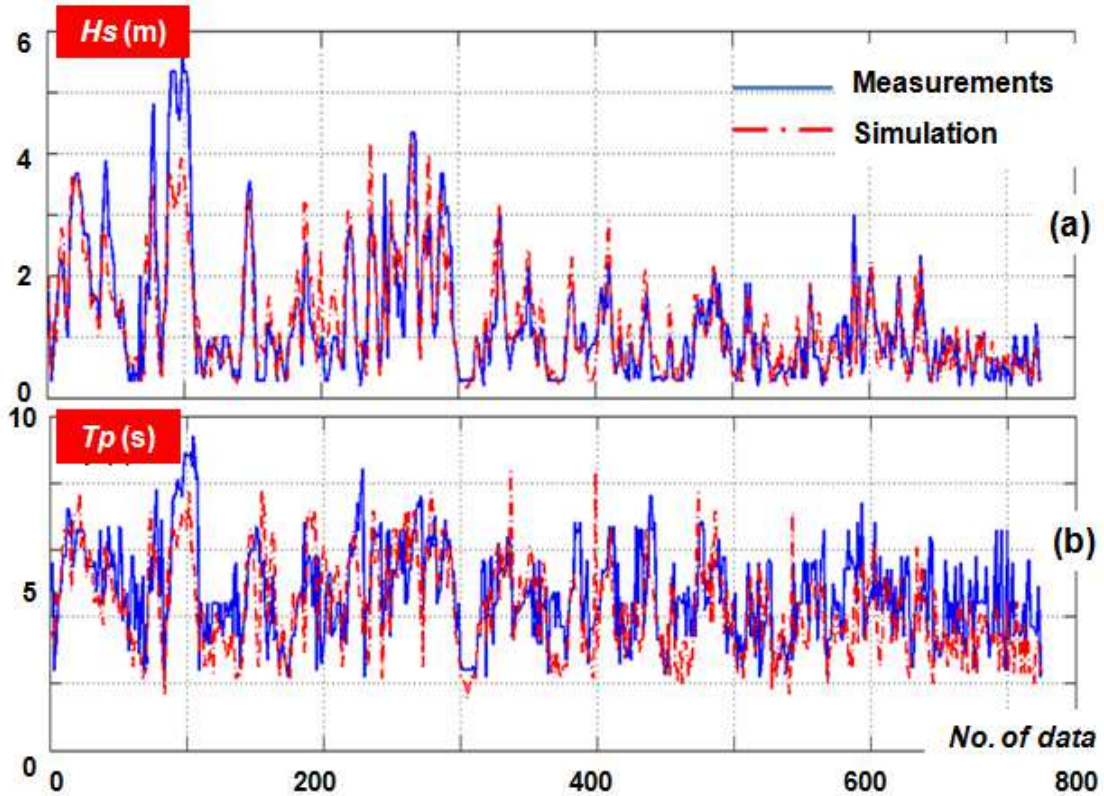 Hs (m)
6
4
2
0
Measurements
Simulation
(a)
Tp (s)
10
5
0
(b)
No. of data
0 200 400 600 800